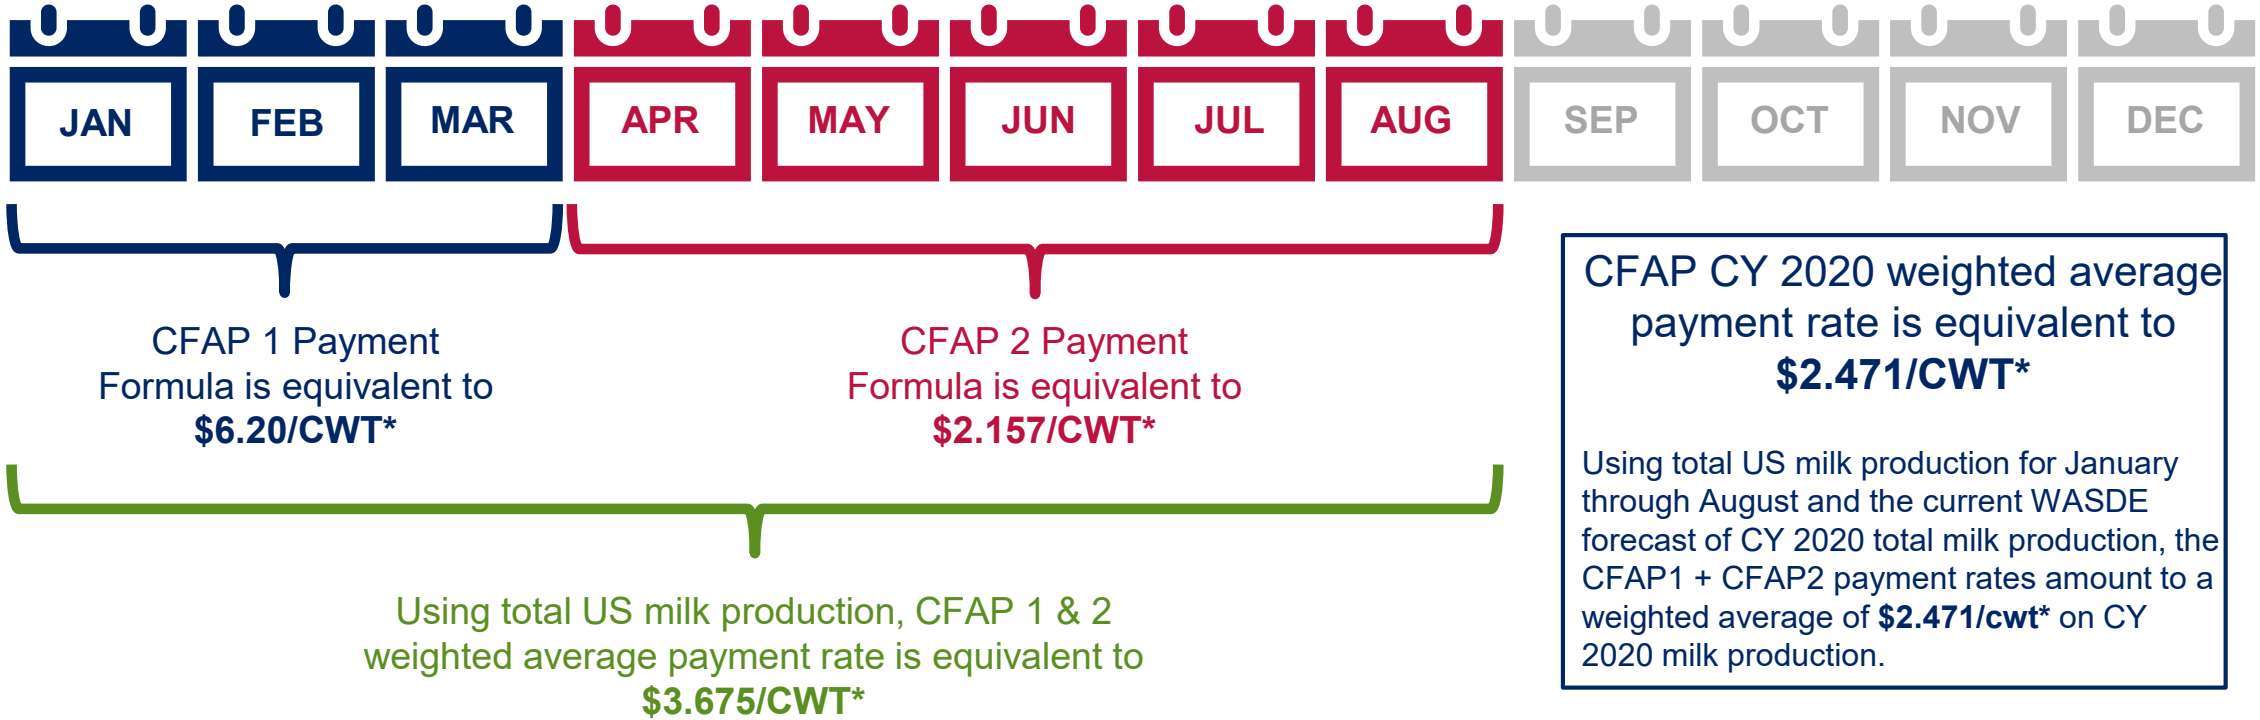 JAN FEB MAR APR MAY JUN JUL AUG SEP OCT NOV DEC
CFAP 1 Payment
Formula is equivalent to
$6.20/CWT*
CFAP 2 Payment
Formula is equivalent to
$2.157/CWT*
Using total US milk production, CFAP 1 & 2
weighted average payment rate is equivalent to
$3.675/CWT*
CFAP CY 2020 weighted average
payment rate is equivalent to
$2.471/CWT*
Using total US milk production for January
through August and the current WASDE
forecast of CY 2020 total milk production, the
CFAP1 + CFAP2 payment rates amount to a
weighted average of $2.471/cwt* on CY
2020 milk production.